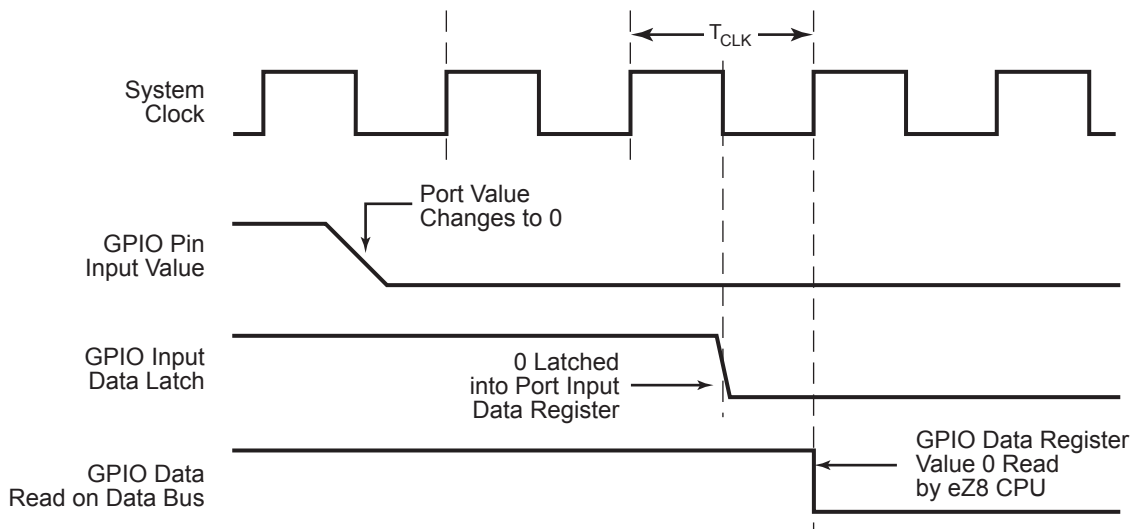 T_CLK
System
Clock
Port Value
Changes to 0
GPIO Pin
Input Value
GPIO Input
Data Latch
0 Latched
into Port Input
Data Register
GPIO Data
Read on Data Bus
GPIO Data Register
Value 0 Read
by eZ8 CPU